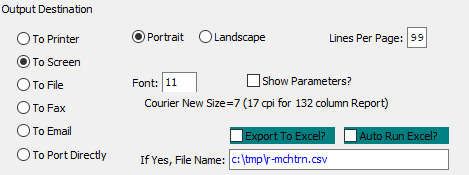 Output Destination
To Printer
To Screen
To File
To Fax
To Email
To Port Directly
Portrait
Landscape
Lines Per Page: 99
Font: 11
Show Parameters?
Courier New Size=7 (17 cpi for 132 column Report)
Export To Excel?
Auto Run Excel?
If Yes, File Name: c:\tmp\r-mchtrn.csv